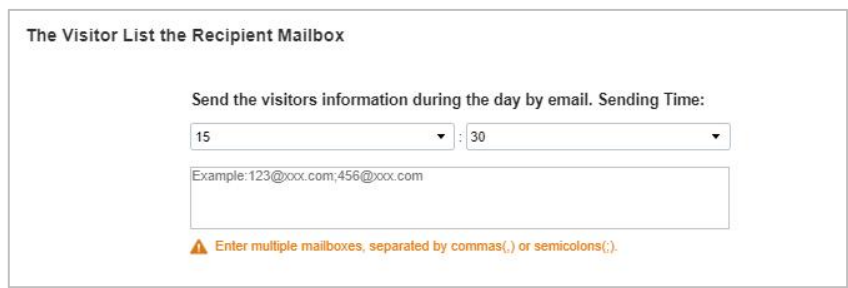 The Visitor List the Recipient Mailbox
Send the visitors information during the day by email. Sending Time:
15 : 30
Example:123@xxx.com;456@xxx.com
Enter multiple mailboxes, separated by commas(,) or semicolons(;).